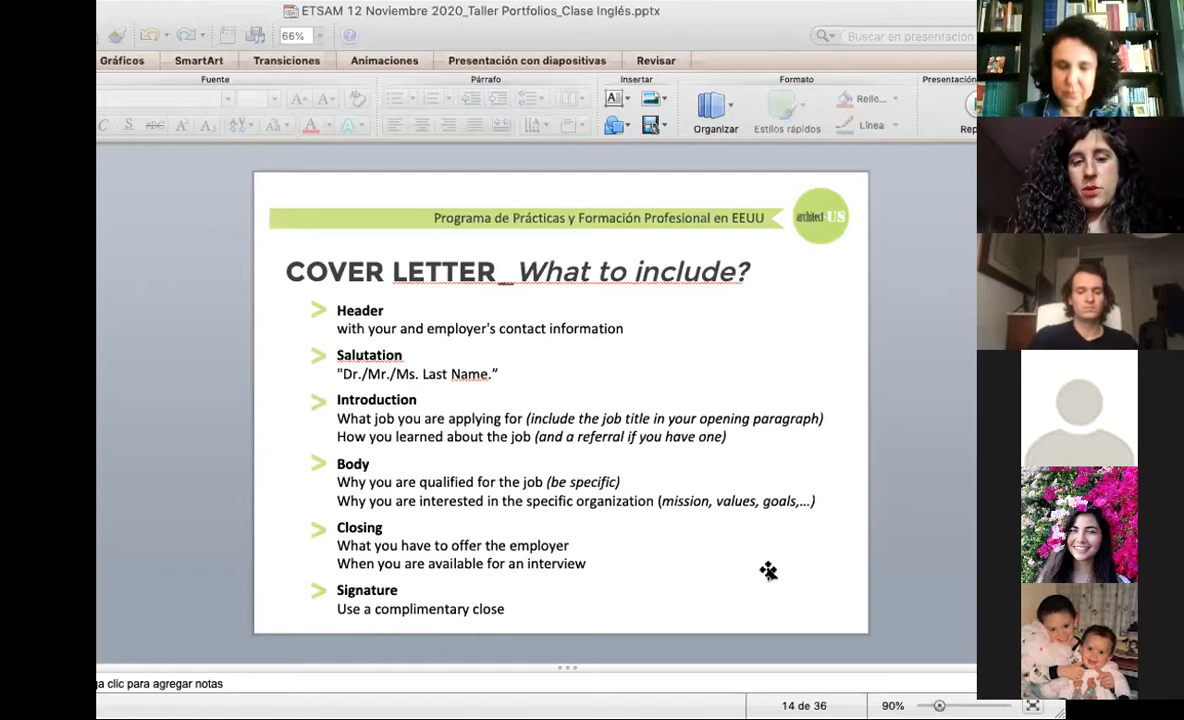 ETSAM 12 Noviembre 2020_Taller Portfolios_Clase Inglés.pptx
66%
Buscar en presentación
Gráficos SmartArt Transiciones Animaciones Presentación con diapositivas Revisar
Fuente Párrafo Insertar Formato Presentación
Relle...
Organizar Estilos rápidos Línea Rep
Programa de Prácticas y Formación Profesional en EEUU
architect US
COVER LETTER_ What to include?
> Header
with your and employer's contact information
> Salutation
"Dr./Mr./Ms. Last Name.”
> Introduction
What job you are applying for (include the job title in your opening paragraph)
How you learned about the job (and a referral if you have one)
> Body
Why you are qualified for the job (be specific)
Why you are interested in the specific organization (mission, values, goals,...)
> Closing
What you have to offer the employer
When you are available for an interview
> Signature
Use a complimentary close
clic para agregar notas
14 de 36 90%